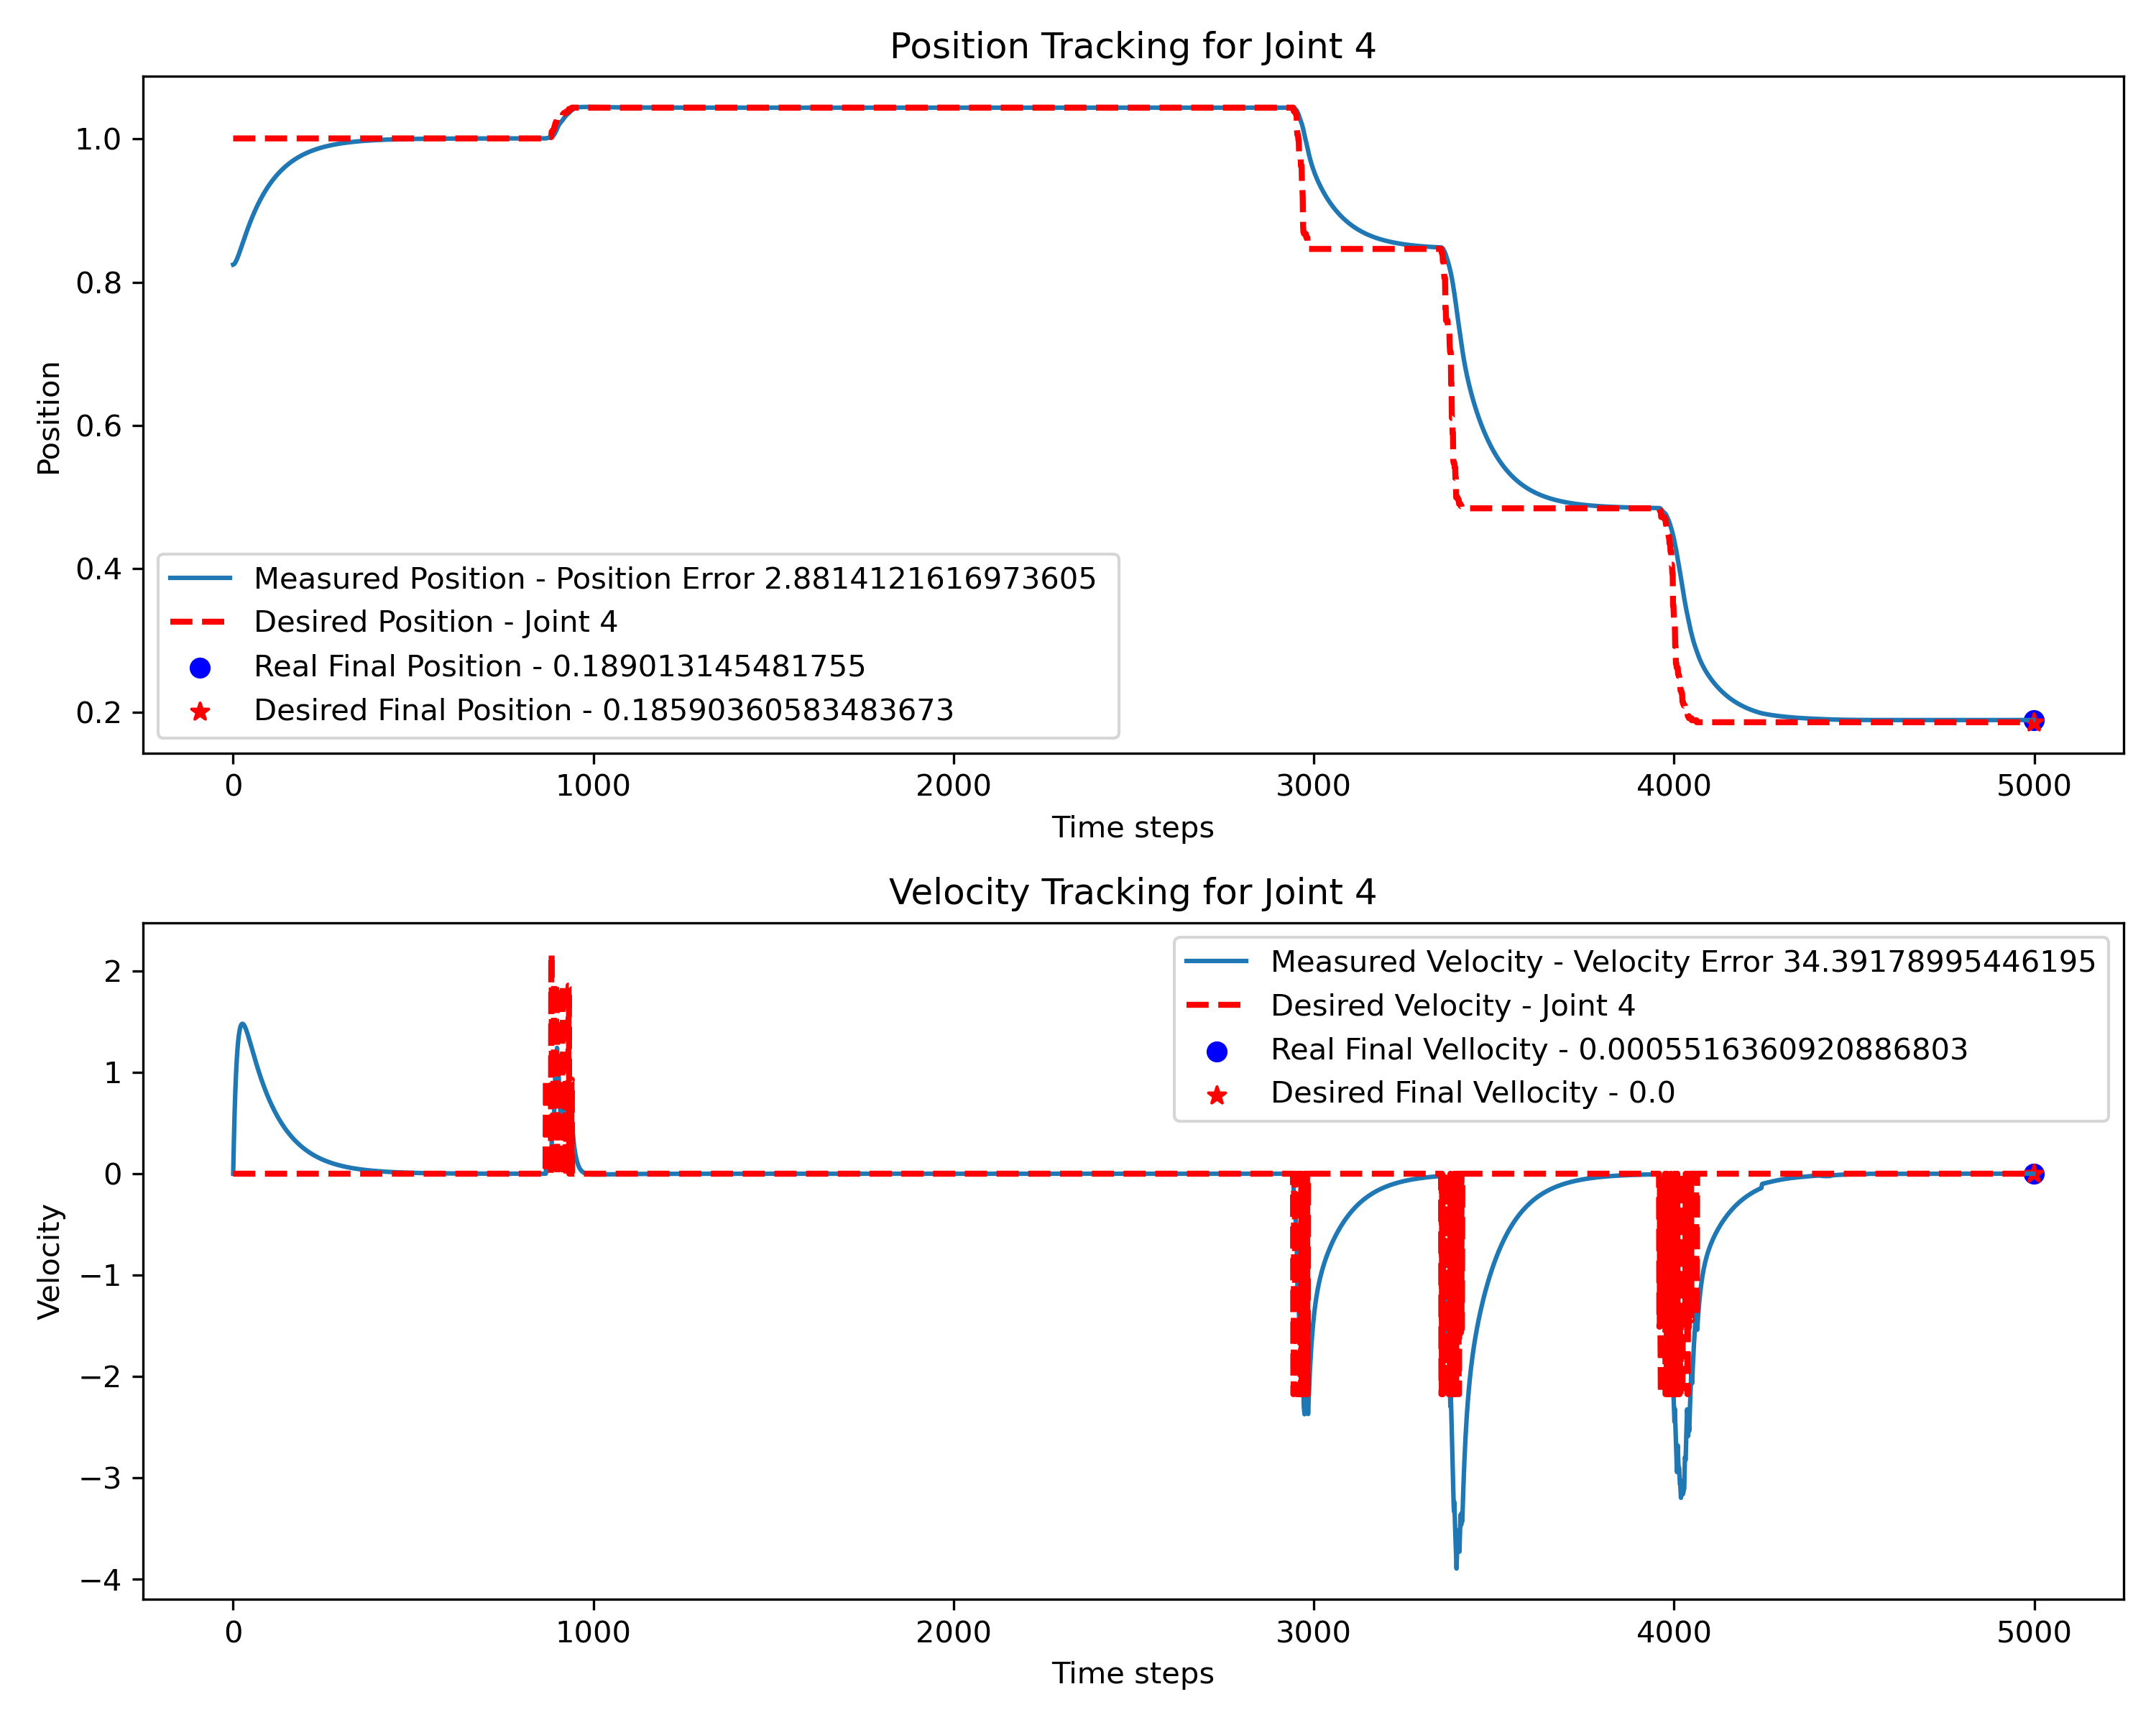 Position Tracking for Joint 4
Position
1.0
0.8
0.6
0.4
0.2
Measured Position - Position Error 2.8814121616973605
Desired Position - Joint 4
Real Final Position - 0.189013145481755
Desired Final Position - 0.18590360583483673
0 1000 2000 3000 4000 5000
Time steps
Velocity Tracking for Joint 4
Velocity
2
1
0
−1
−2
−3
−4
Measured Velocity - Velocity Error 34.39178995446195
Desired Velocity - Joint 4
Real Final Vellocity - 0.0005516360920886803
Desired Final Vellocity - 0.0
0 1000 2000 3000 4000 5000
Time steps